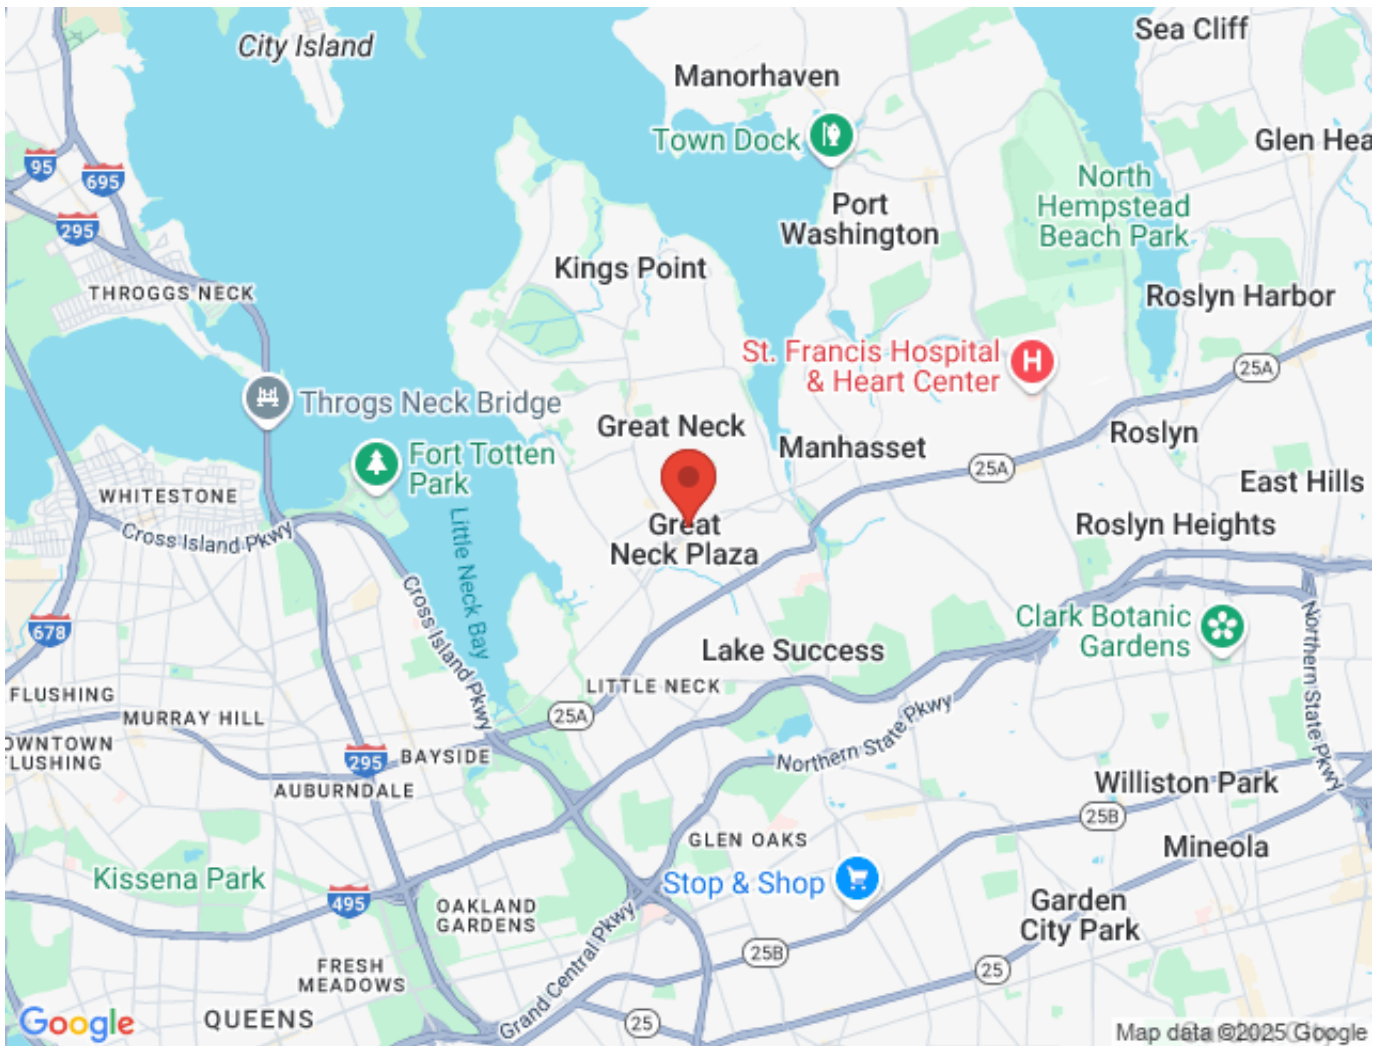 City Island
Sea Cliff
Manorhaven
Town Dock
Glen Hea
95
695
295
North
Hempstead
Beach Park
Port
Washington
Kings Point
THROGGS NECK
Roslyn Harbor
St. Francis Hospital
& Heart Center
25A
Throgs Neck Bridge
Great Neck
Manhasset
Roslyn
Fort Totten
Park
25A
East Hills
WHITESTONE
Cross Island Pkwy
Great
Neck Plaza
Roslyn Heights
Little Neck Bay
Cross Island Pkwy
678
Clark Botanic
Gardens
Northern State Pkwy
Lake Success
LITTLE NECK
FLUSHING
MURRAY HILL
25A
Northern State Pkwy
OWNTOWN
FLUSHING
295
BAYSIDE
AUBURNDALE
Williston Park
25B
GLEN OAKS
Mineola
Kissena Park
Stop & Shop
495
OAKLAND
GARDENS
Garden
City Park
Grand Central Pkwy
25B
FRESH
MEADOWS
25
Google
QUEENS
25
Map data ©2025 Google